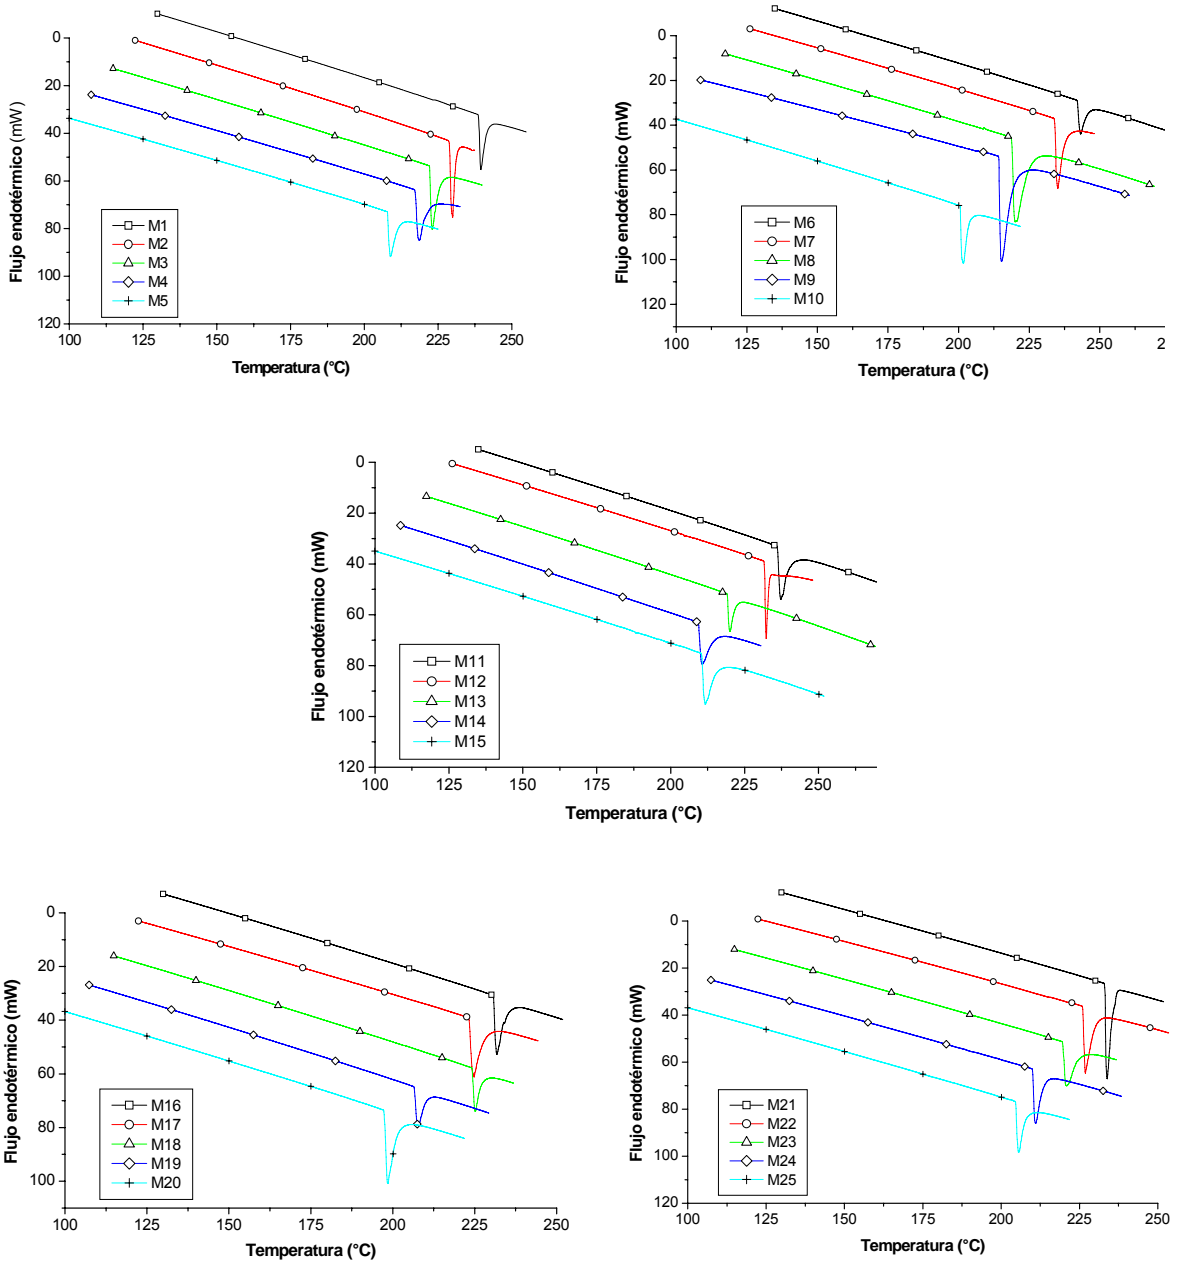 0
20
40
60
80
100
120
100 125 150 175 200 225 250
Flujo endotérmico (mW)
Temperatura (°C)
M1
M2
M3
M4
M5
0
20
40
60
80
100
120
100 125 150 175 200 225 250 2
Flujo endotérmico (mW)
Temperatura (°C)
M6
M7
M8
M9
M10
0
20
40
60
80
100
120
100 125 150 175 200 225 250
Flujo endotérmico (mW)
Temperatura (°C)
M11
M12
M13
M14
M15
0
20
40
60
80
100
100 125 150 175 200 225 250
Flujo endotérmico (mW)
Temperatura (°C)
M16
M17
M18
M19
M20
0
20
40
60
80
100
120
100 125 150 175 200 225 250
Flujo endotérmico (mW)
Temperatura (°C)
M21
M22
M23
M24
M25